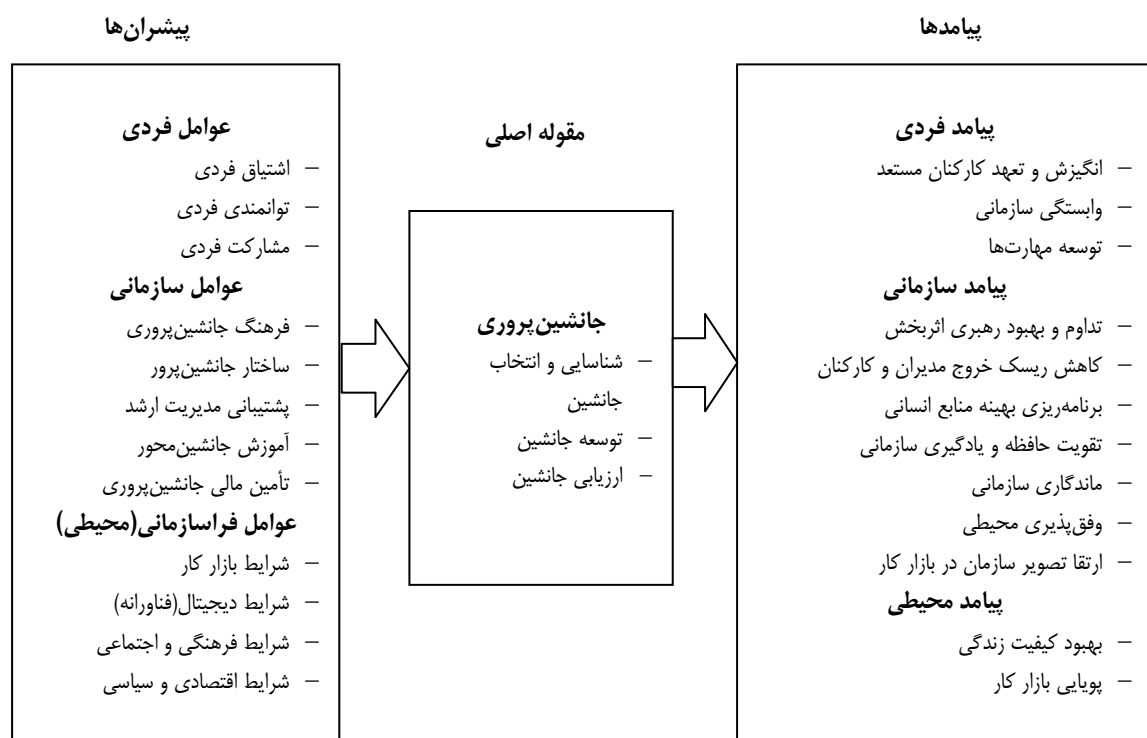 پیشران‌ها
عوامل فردی
– اشتیاق فردی
– توانمندی فردی
– مشارکت فردی
عوامل سازمانی
– فرهنگ جانشین‌پروری
– ساختار جانشین‌پرور
– پشتیبانی مدیریت ارشد
– آموزش جانشین‌محور
– تأمین مالی جانشین‌پروری
عوامل فراسازمانی(محیطی)
– شرایط بازار کار
– شرایط دیجیتال(فناورانه)
– شرایط فرهنگی و اجتماعی
– شرایط اقتصادی و سیاسی
مقوله اصلی
جانشین‌پروری
– شناسایی و انتخاب
جانشین
– توسعه جانشین
– ارزیابی جانشین
پیامدها
پیامد فردی
– انگیزش و تعهد کارکنان مستعد
– وابستگی سازمانی
– توسعه مهارت‌ها
پیامد سازمانی
– تداوم و بهبود رهبری اثربخش
– کاهش ریسک خروج مدیران و کارکنان
– برنامه‌ریزی بهینه منابع انسانی
– تقویت حافظه و یادگیری سازمانی
– ماندگاری سازمانی
– وفق‌پذیری محیطی
– ارتقا تصویر سازمان در بازار کار
پیامد محیطی
– بهبود کیفیت زندگی
– پویایی بازار کار